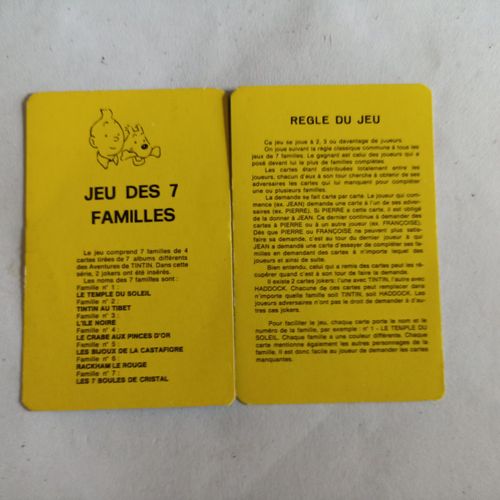 JEU DES 7
FAMILLES
Le jeu comprend 7 familles de 4
cartes tirées de 7 albums différents
des Aventures de TINTIN. Dans cette
série, 2 jokers ont été insérés.
Les noms des 7 familles sont :
Famille n° 1 :
LE TEMPLE DU SOLEIL
Famille n° 2 :
TINTIN AU TIBET
Famille n° 3 :
L'ILE NOIRE
Famille n° 4 :
LE CRABE AUX PINCES D'OR
Famille n° 5 :
LES BIJOUX DE LA CASTAFIORE
Famille n° 6 :
RACKHAM LE ROUGE
Famille n° 7 :
LES 7 BOULES DE CRISTAL
REGLE DU JEU
Ce jeu se joue à 2, 3 ou davantage de joueurs.
On joue suivant la règle classique commune à tous les
jeux de 7 familles. Le gagnant est celui des joueurs qui a
posé devant lui le plus de familles complètes.
Les cartes étant distribuées totalement entre les
joueurs, chacun d'eux à son tour cherche à obtenir de ses
adversaires les cartes qui lui manquent pour compléter
une ou plusieurs familles.
La demande se fait carte par carte. Le joueur qui com-
mence (ex. JEAN) demande une carte à l'un de ses adver-
saires (ex. PIERRE). Si PIERRE a cette carte, il est obligé
de la donner à JEAN. Ce dernier continue à demander des
cartes à PIERRE ou à un autre joueur (ex. FRANÇOISE).
Dès que PIERRE ou FRANÇOISE ne peuvent plus satis-
faire sa demande, c'est au tour du dernier joueur à qui
JEAN a demandé une carte d'essayer de compléter ses fa-
milles en demandant des cartes à n'importe lequel des
joueurs et ainsi de suite.
Bien entendu, celui qui a remis des cartes peut les ré-
cupérer quand c'est à son tour de faire la demande.
Il existe 2 cartes jokers: l'une avec TINTIN, l'autre avec
HADDOCK. Chacune de ces cartes peut remplacer dans
n'importe quelle famille soit TINTIN, soit HADDOCK. Les
joueurs adversaires n'ont pas le droit de demander à d'au-
tres cas jokers.
Pour faciliter le jeu, chaque carte porte le nom et le
numéro de la famille, par exemple : n° 1 - LE TEMPLE DU
SOLEIL. Chaque famille a une couleur différente. Chaque
carte mentionne également les autres personnages de la
famille. Il est donc facile au joueur de demander les cartes
manquantes.